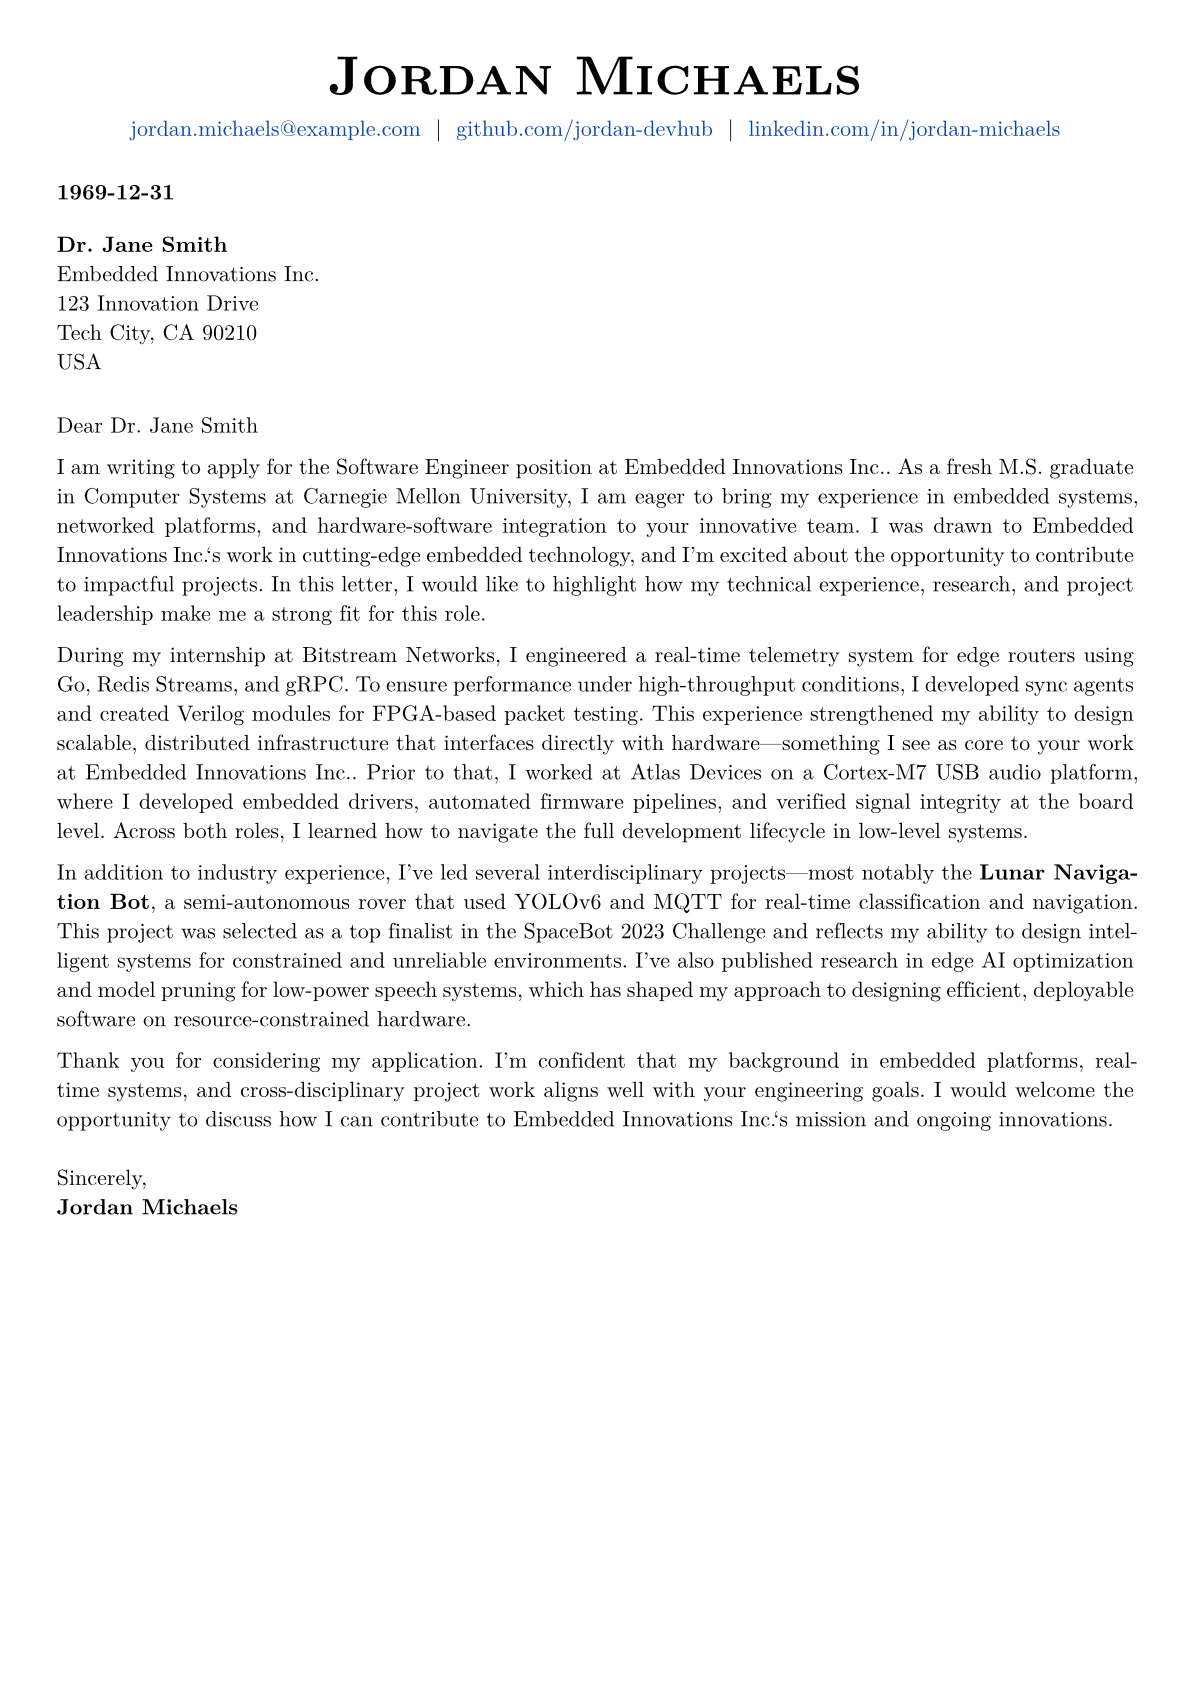 Jordan Michaels
jordan.michaels@example.com | github.com/jordan-devhub | linkedin.com/in/jordan-michaels
1969-12-31
Dr. Jane Smith
Embedded Innovations Inc.
123 Innovation Drive
Tech City, CA 90210
USA
Dear Dr. Jane Smith
I am writing to apply for the Software Engineer position at Embedded Innovations Inc.. As a fresh M.S. graduate
in Computer Systems at Carnegie Mellon University, I am eager to bring my experience in embedded systems,
networked platforms, and hardware-software integration to your innovative team. I was drawn to Embedded
Innovations Inc.‘s work in cutting-edge embedded technology, and I’m excited about the opportunity to contribute
to impactful projects. In this letter, I would like to highlight how my technical experience, research, and project
leadership make me a strong fit for this role.
During my internship at Bitstream Networks, I engineered a real-time telemetry system for edge routers using
Go, Redis Streams, and gRPC. To ensure performance under high-throughput conditions, I developed sync agents
and created Verilog modules for FPGA-based packet testing. This experience strengthened my ability to design
scalable, distributed infrastructure that interfaces directly with hardware—something I see as core to your work
at Embedded Innovations Inc.. Prior to that, I worked at Atlas Devices on a Cortex-M7 USB audio platform,
where I developed embedded drivers, automated firmware pipelines, and verified signal integrity at the board
level. Across both roles, I learned how to navigate the full development lifecycle in low-level systems.
In addition to industry experience, I’ve led several interdisciplinary projects—most notably the Lunar Naviga-
tion Bot, a semi-autonomous rover that used YOLOv6 and MQTT for real-time classification and navigation.
This project was selected as a top finalist in the SpaceBot 2023 Challenge and reflects my ability to design intel-
ligent systems for constrained and unreliable environments. I’ve also published research in edge AI optimization
and model pruning for low-power speech systems, which has shaped my approach to designing efficient, deployable
software on resource-constrained hardware.
Thank you for considering my application. I’m confident that my background in embedded platforms, real-
time systems, and cross-disciplinary project work aligns well with your engineering goals. I would welcome the
opportunity to discuss how I can contribute to Embedded Innovations Inc.‘s mission and ongoing innovations.
Sincerely,
Jordan Michaels